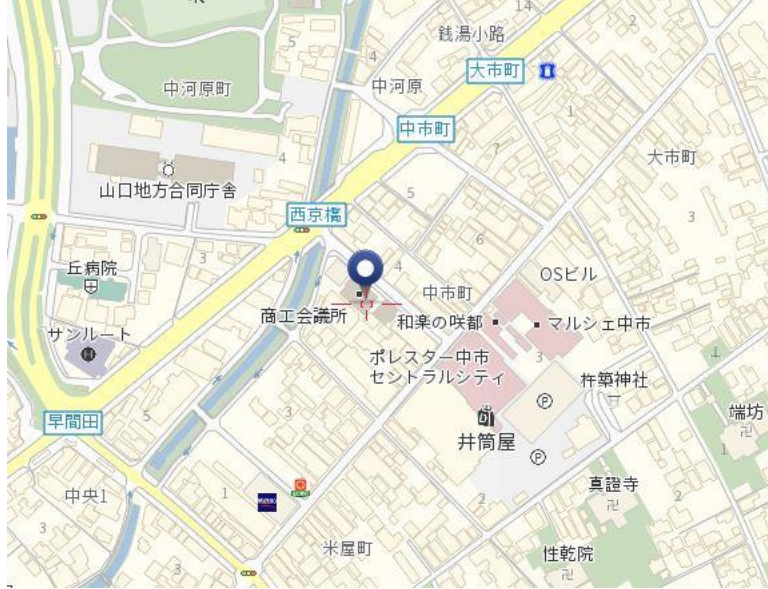 14
2
銭湯小路
4
5
大市町
中河原町
中河原
1
中市町
4
7
大市町
山口地方合同庁舎
5
3
西京橋
6
丘病院
3
4
OSビル
中市町
商工会議所
和楽の咲都
マルシェ中市
サンルート
H
ポレスター中市
セントラルシティ
3
杵築神社
1
P
早間田
5
3
端坊
井筒屋
P
真證寺
2
中央1
1
2
3
米屋町
性乾院
3
2